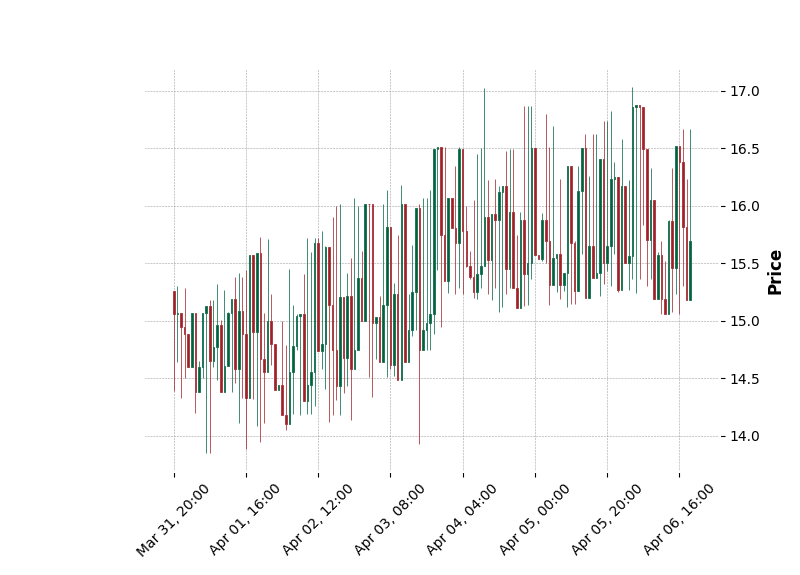 17.0
16.5
16.0
15.5
15.0
14.5
14.0
Price
Mar 31, 20:00
Apr 01, 16:00
Apr 02, 12:00
Apr 03, 08:00
Apr 04, 04:00
Apr 05, 00:00
Apr 05, 20:00
Apr 06, 16:00